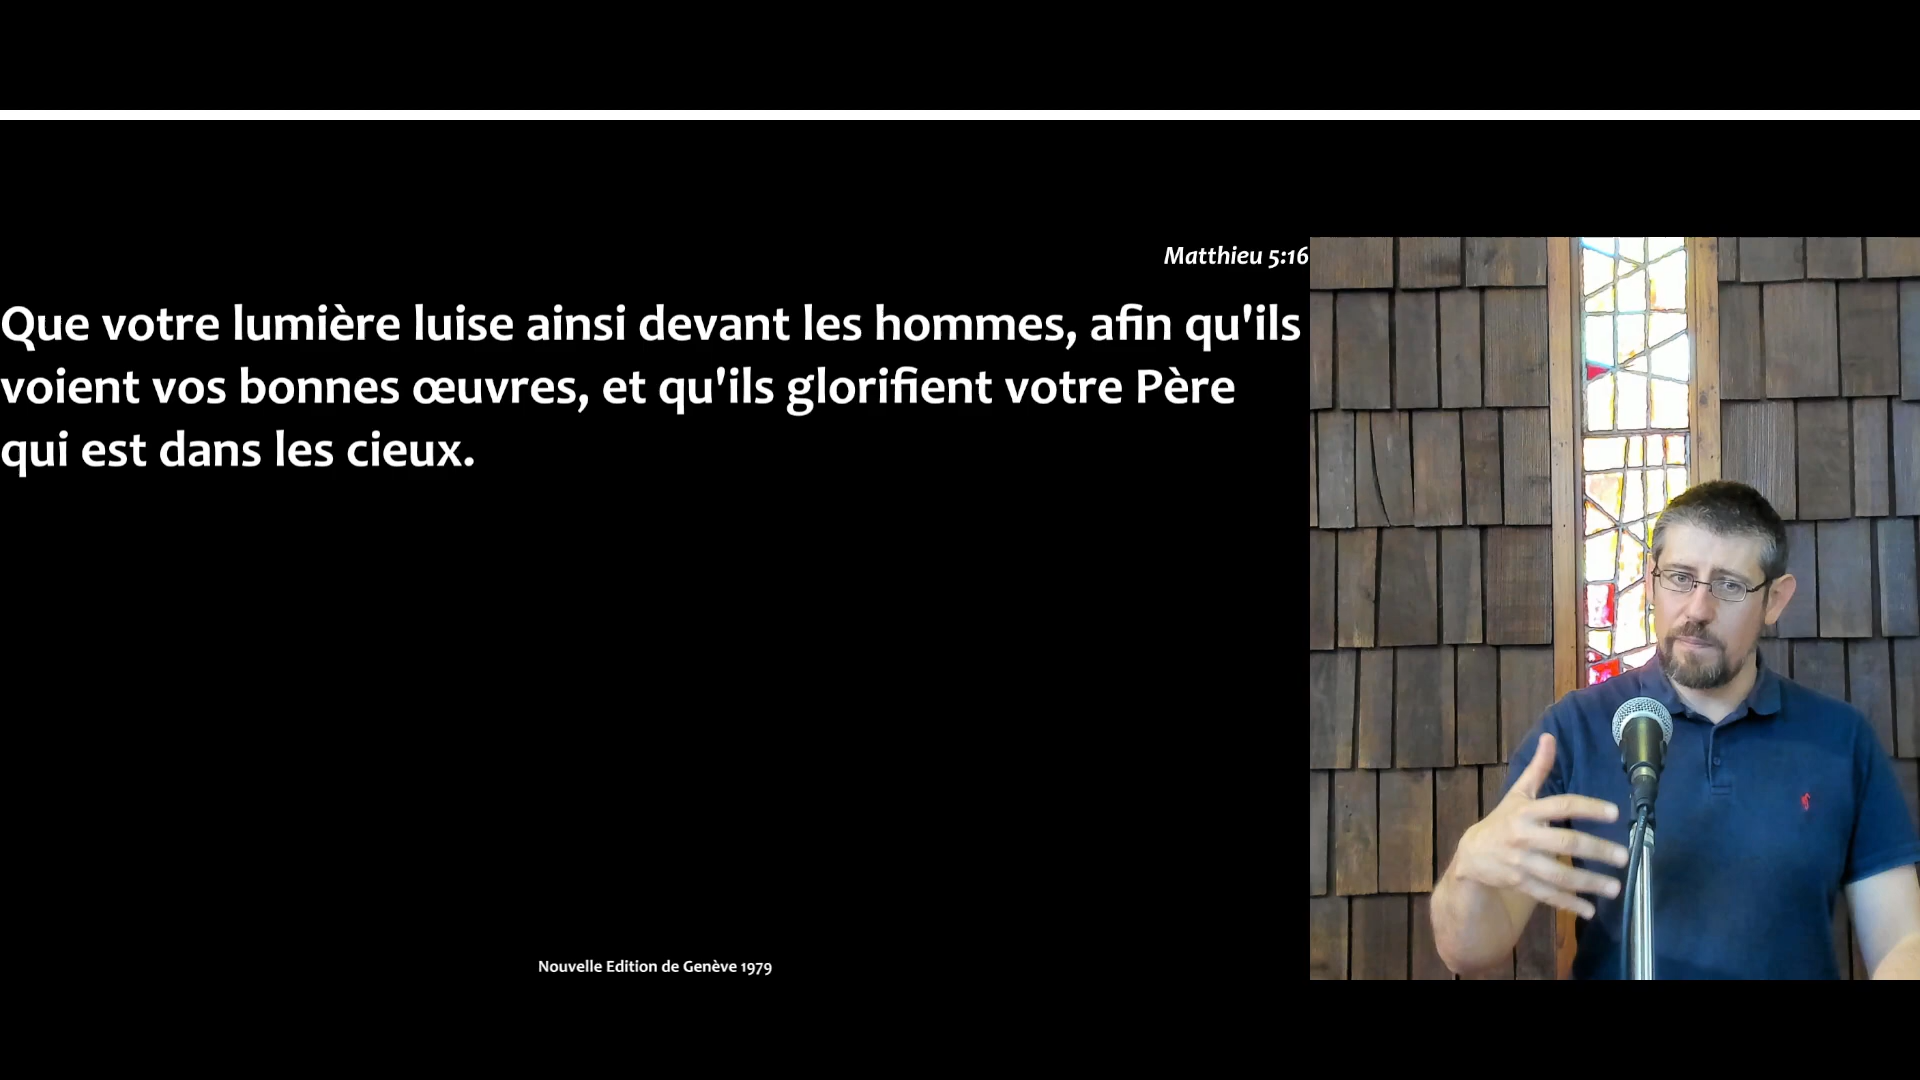 Matthieu 5:16
Que votre lumière luise ainsi devant les hommes, afin qu'ils
voient vos bonnes œuvres, et qu'ils glorifient votre Père
qui est dans les cieux.
Nouvelle Edition de Genève 1979